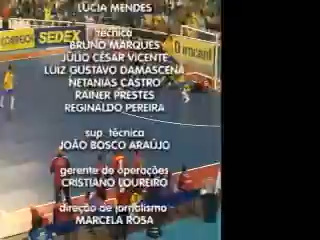 LÚCIA MENDES
técnica
BRUNO MARQUES
JÚLIO CÉSAR VICENTE
LUIZ GUSTAVO DAMASCENA
NETANIAS CASTRO
RAINER PRESTES
REGINALDO PEREIRA
sup. técnica
JOÃO BOSCO ARAÚJO
gerente de operações
CRISTIANO LOUREIRO
direção de jornalismo
MARCELA ROSA
CORREIO SEDEX